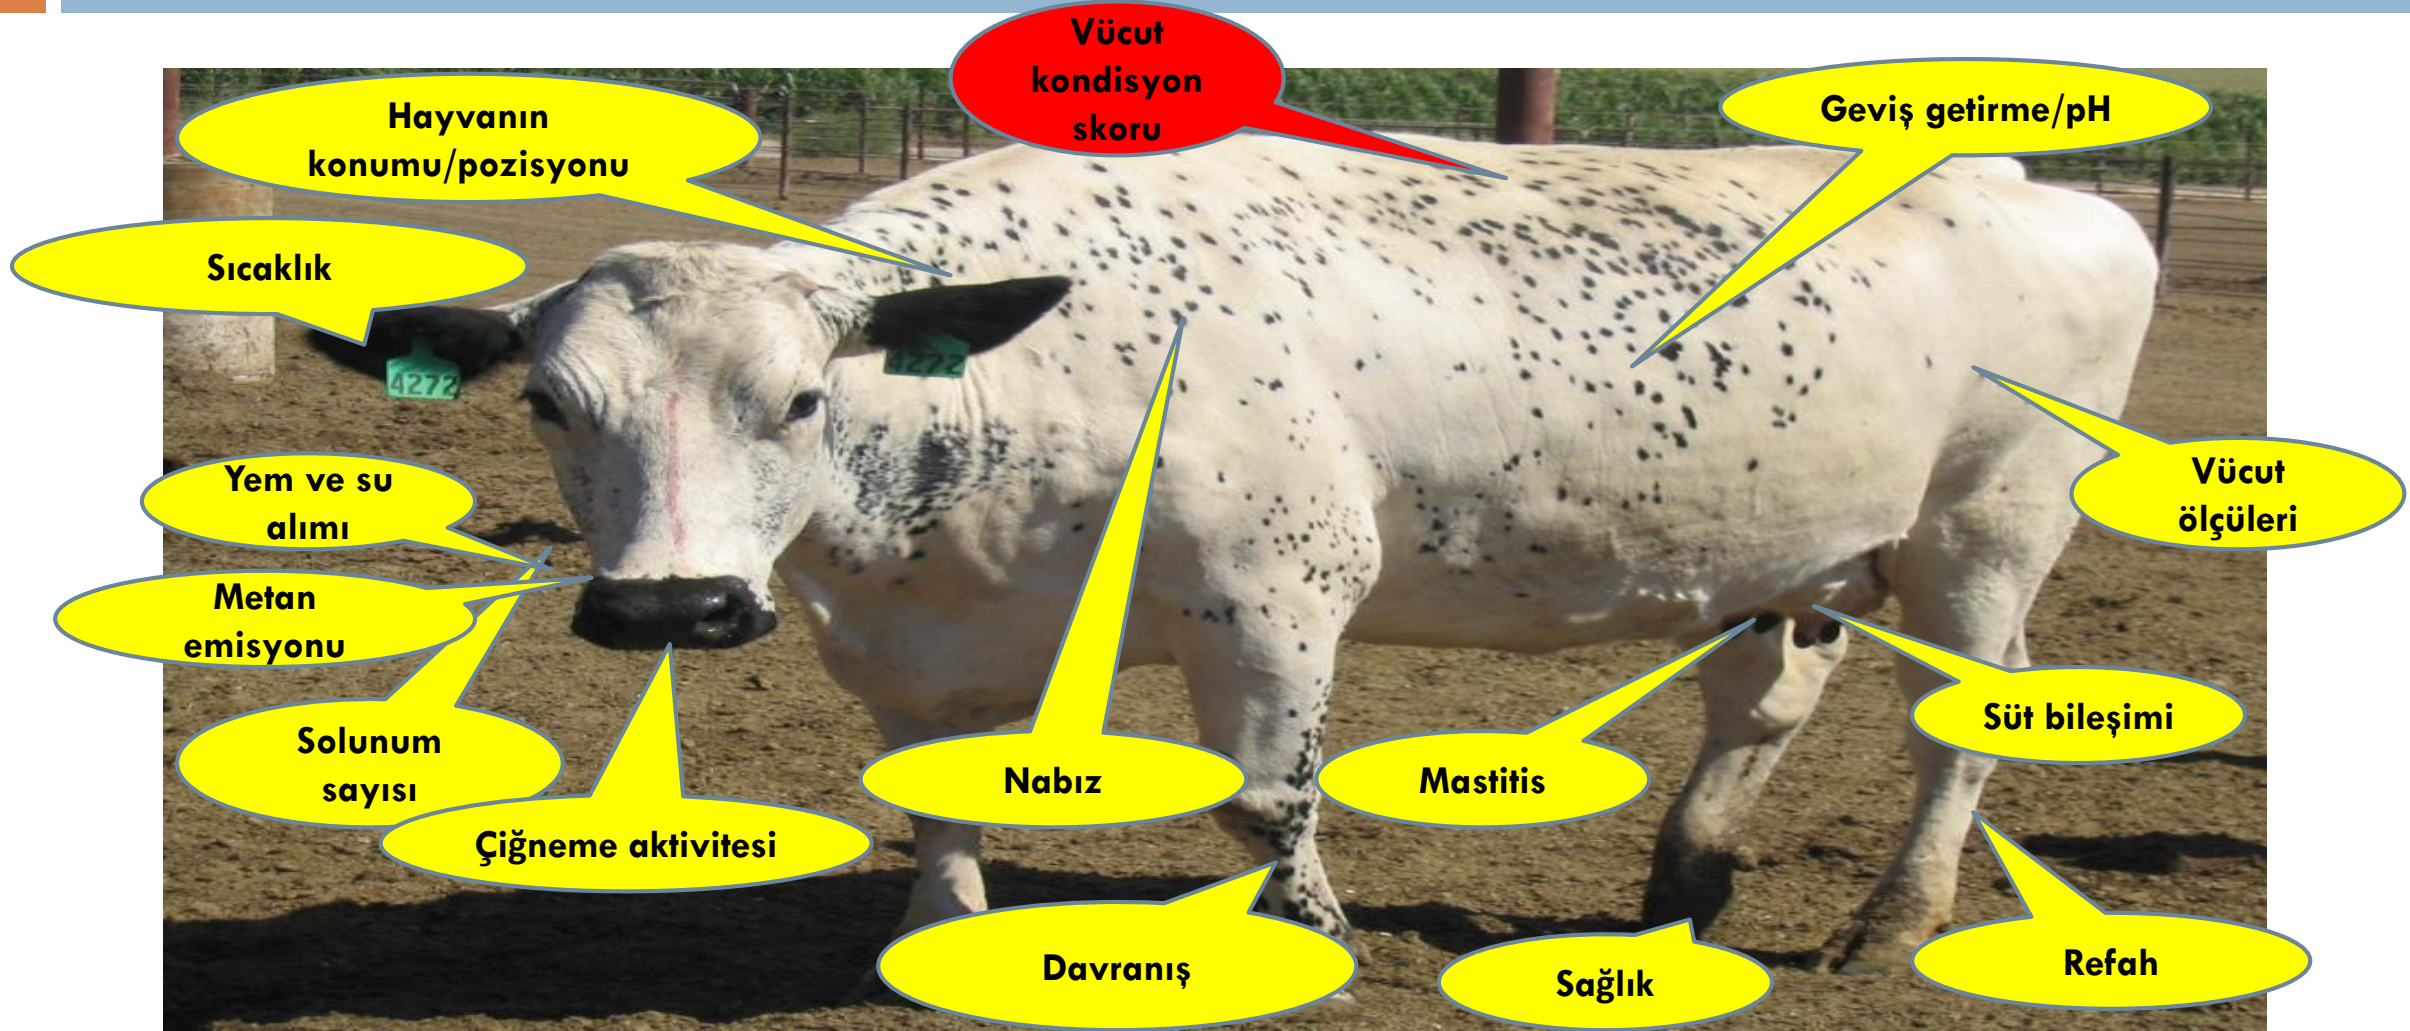 Vücut
kondisyon
skoru
Hayvanın
konumu/pozisyonu
Geviş getirme/pH
Sıcaklık
4272
4272
Yem ve su
alımı
Vücut
ölçüleri
Metan
emisyonu
Solunum
sayısı
Süt bileşimi
Nabız
Mastitis
Çiğneme aktivitesi
Davranış
Sağlık
Refah